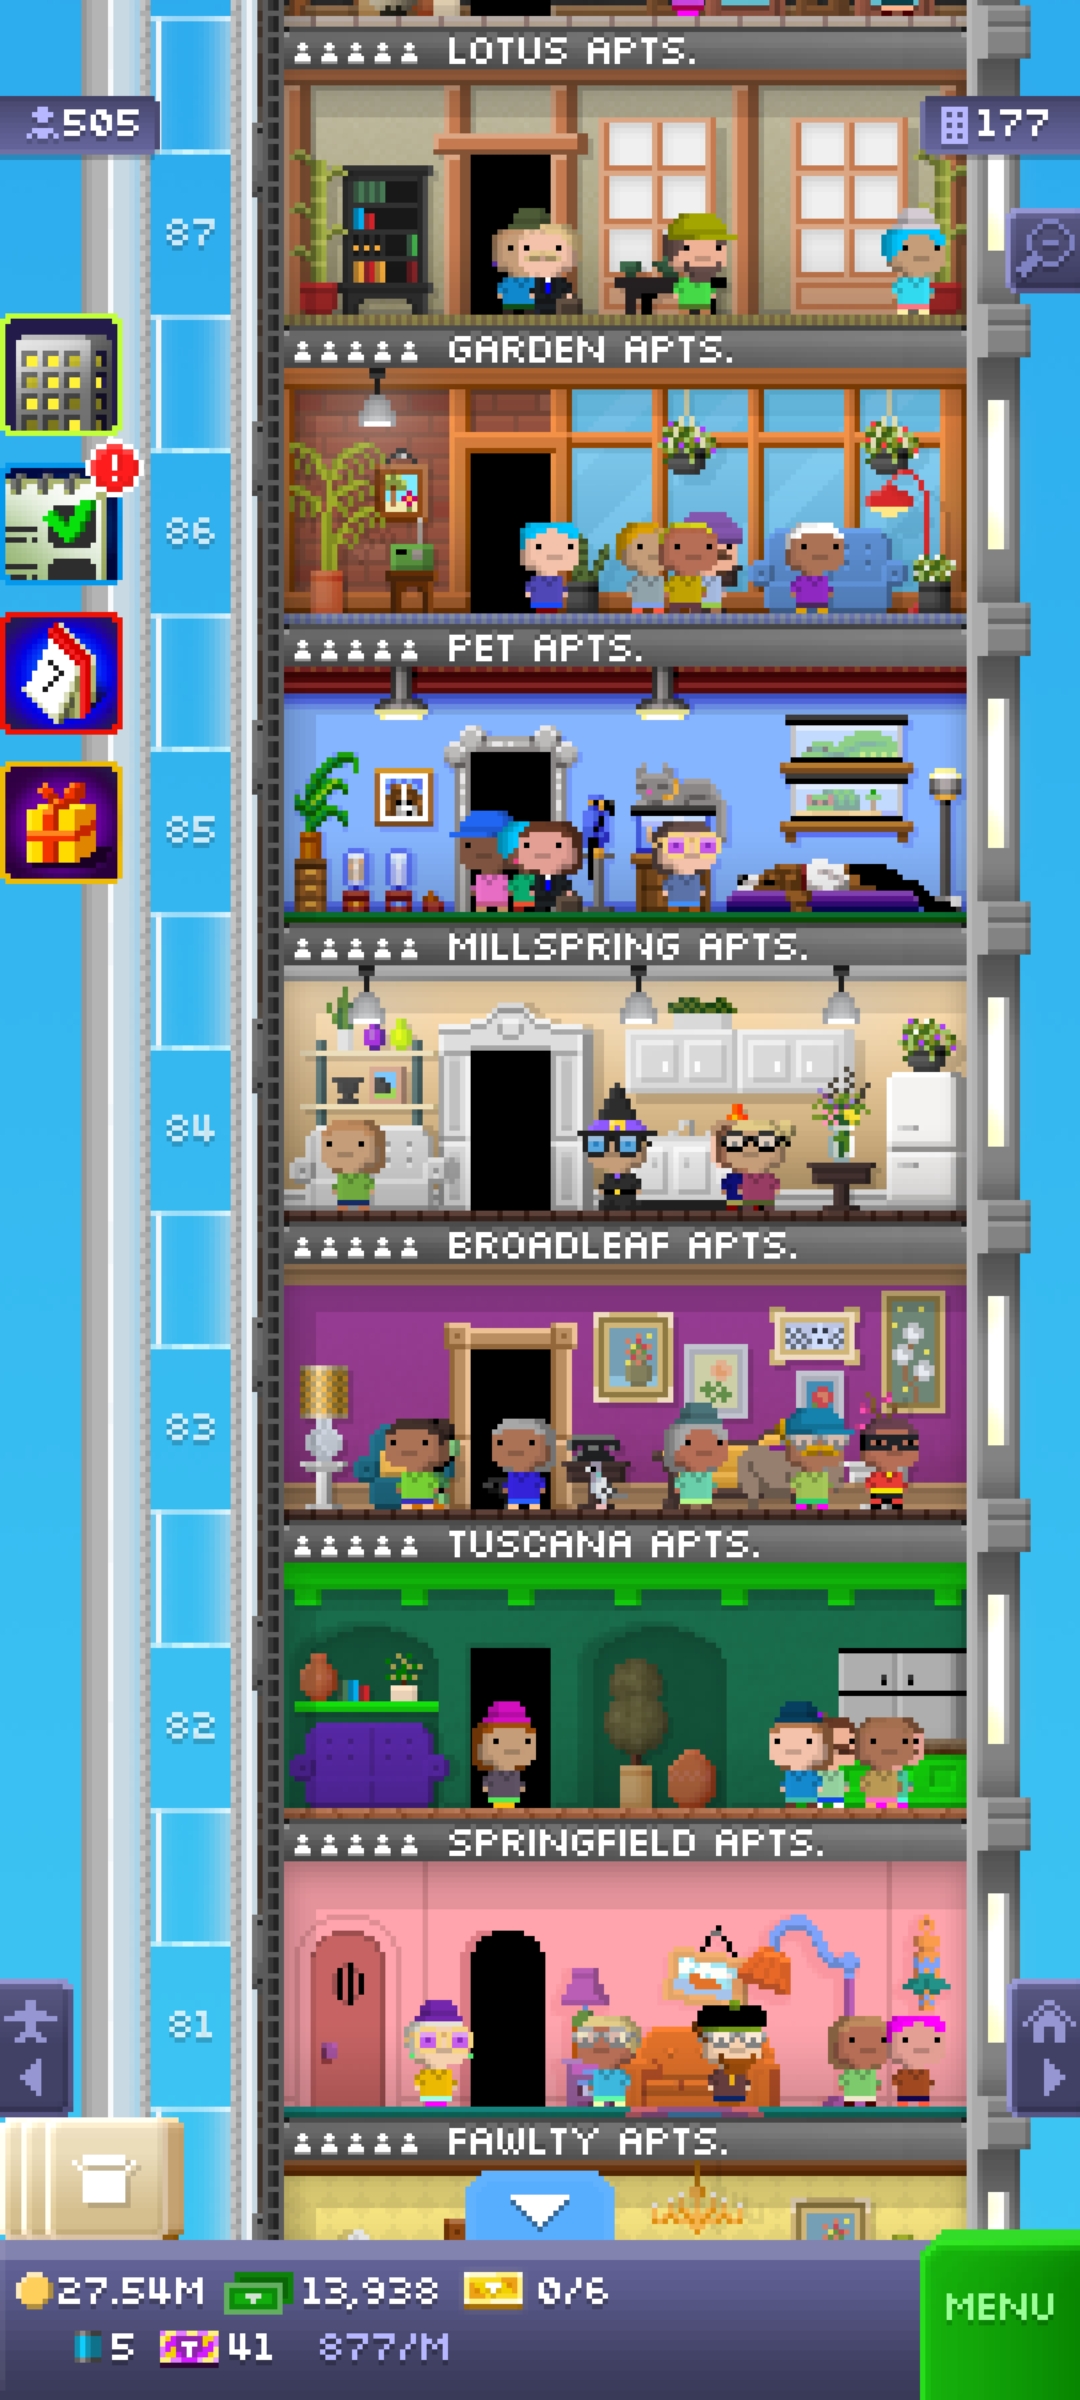 LOTUS APTS.
505
177
87
GARDEN APTS.
86
PET APTS.
85
MILLSPRING APTS.
84
BROADLEAF APTS.
83
TUSCANA APTS.
82
SPRINGFIELD APTS.
81
FAWLTY APTS.
27.54M 13,938 0/6
5 41 877/M
MENU